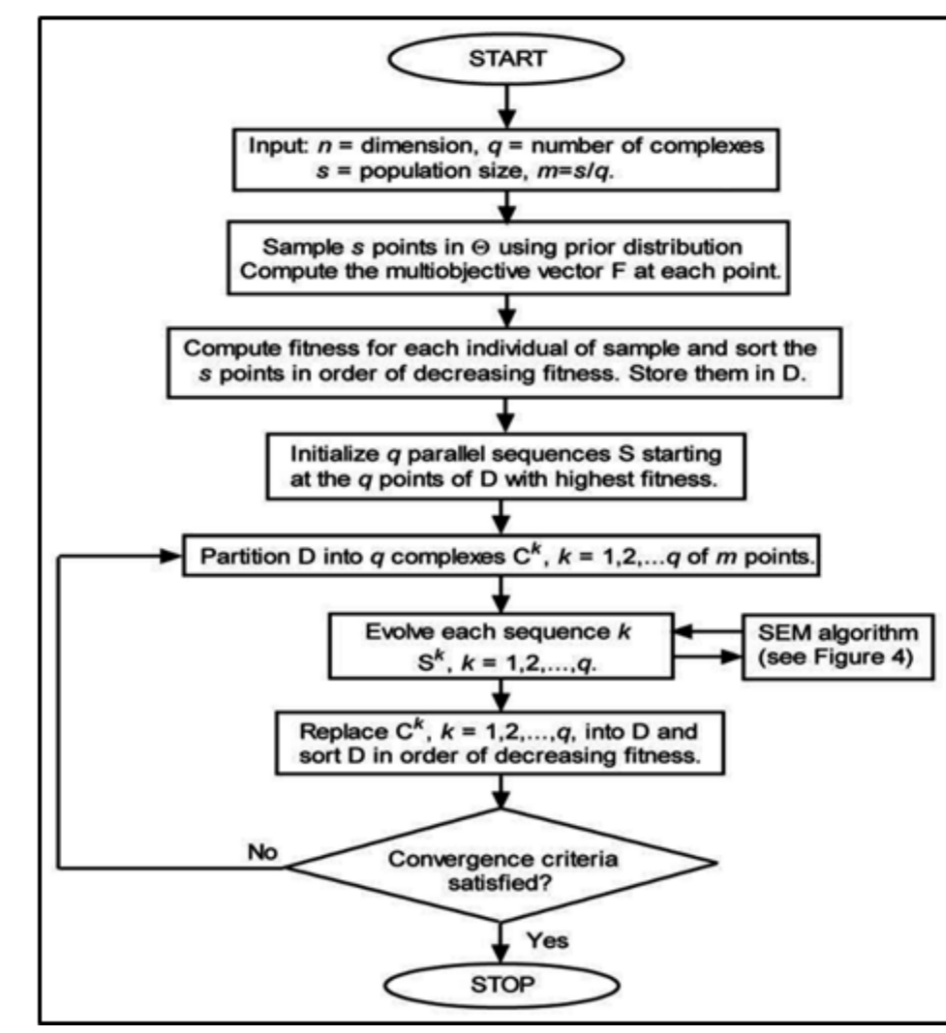 START
Input: n = dimension, q = number of complexes
s = population size, m=s/q.
Sample s points in Θ using prior distribution
Compute the multiobjective vector F at each point.
Compute fitness for each individual of sample and sort the
s points in order of decreasing fitness. Store them in D.
Initialize q parallel sequences S starting
at the q points of D with highest fitness.
Partition D into q complexes Cᵏ, k = 1,2,...q of m points.
Evolve each sequence k
Sᵏ, k = 1,2,...,q.
SEM algorithm
(see Figure 4)
Replace Cᵏ, k = 1,2,...,q, into D and
sort D in order of decreasing fitness.
No
Convergence criteria
satisfied?
Yes
STOP